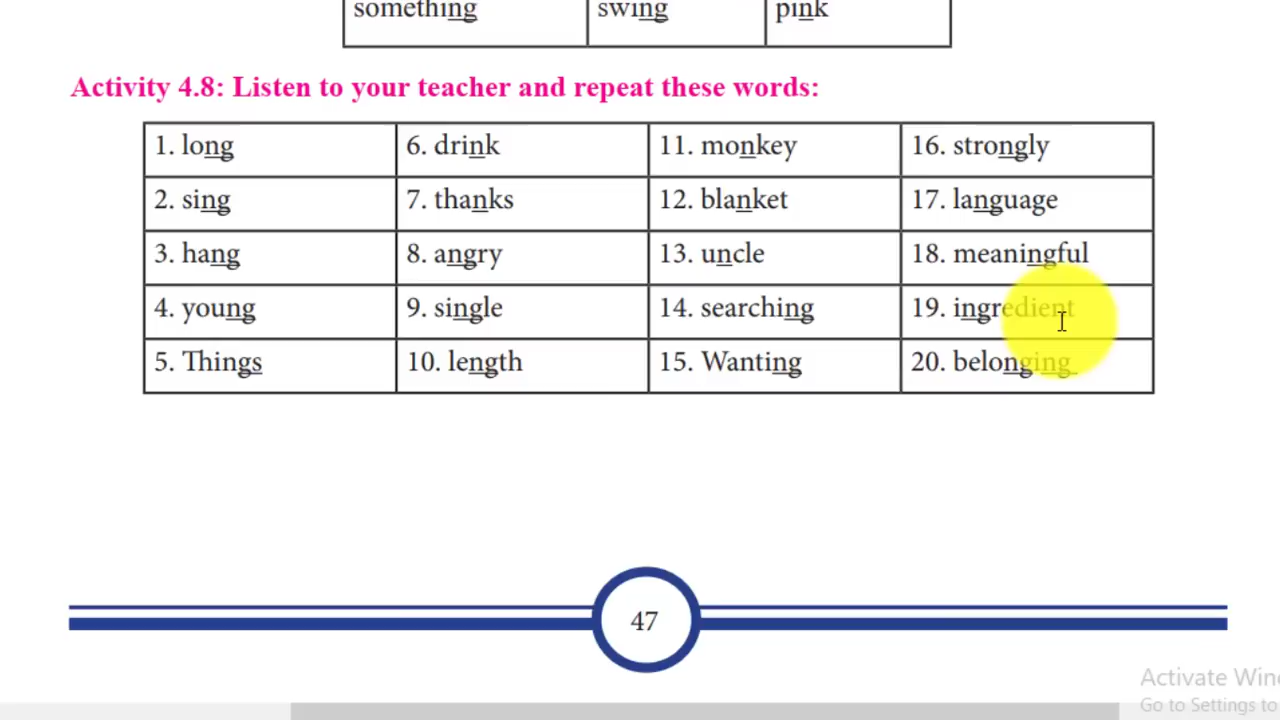 something swing pink
Activity 4.8: Listen to your teacher and repeat these words:
1. long 6. drink 11. monkey 16. strongly
2. sing 7. thanks 12. blanket 17. language
3. hang 8. angry 13. uncle 18. meaningful
4. young 9. single 14. searching 19. ingredient
5. Things 10. length 15. Wanting 20. belonging
47
Activate Win
Go to Settings to